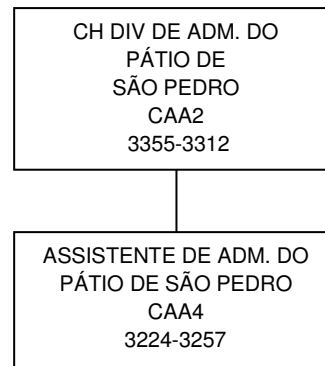 CH DIV DE ADM. DO
PÁTIO DE
SÃO PEDRO
CAA2
3355-3312
ASSISTENTE DE ADM. DO
PÁTIO DE SÃO PEDRO
CAA4
3224-3257